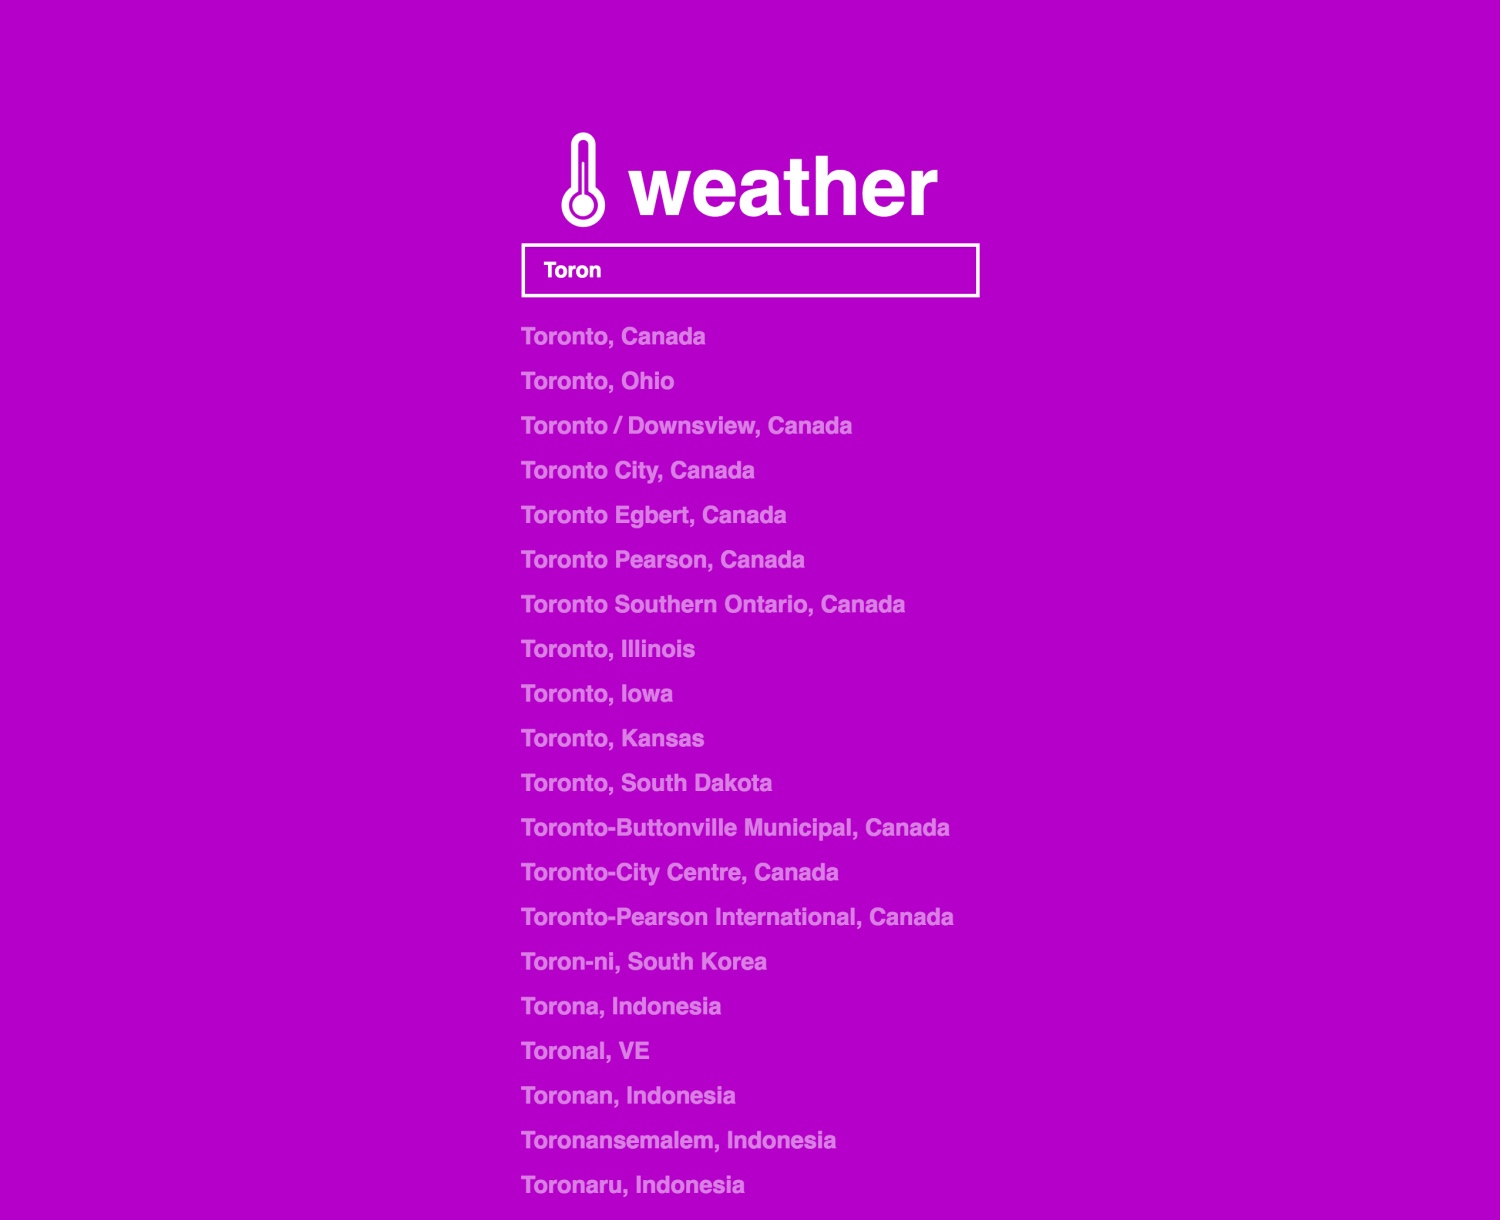 weather
Toron
Toronto, Canada
Toronto, Ohio
Toronto / Downsview, Canada
Toronto City, Canada
Toronto Egbert, Canada
Toronto Pearson, Canada
Toronto Southern Ontario, Canada
Toronto, Illinois
Toronto, Iowa
Toronto, Kansas
Toronto, South Dakota
Toronto-Buttonville Municipal, Canada
Toronto-City Centre, Canada
Toronto-Pearson International, Canada
Toron-ni, South Korea
Torona, Indonesia
Toronal, VE
Toronan, Indonesia
Toronansemalem, Indonesia
Toronaru, Indonesia